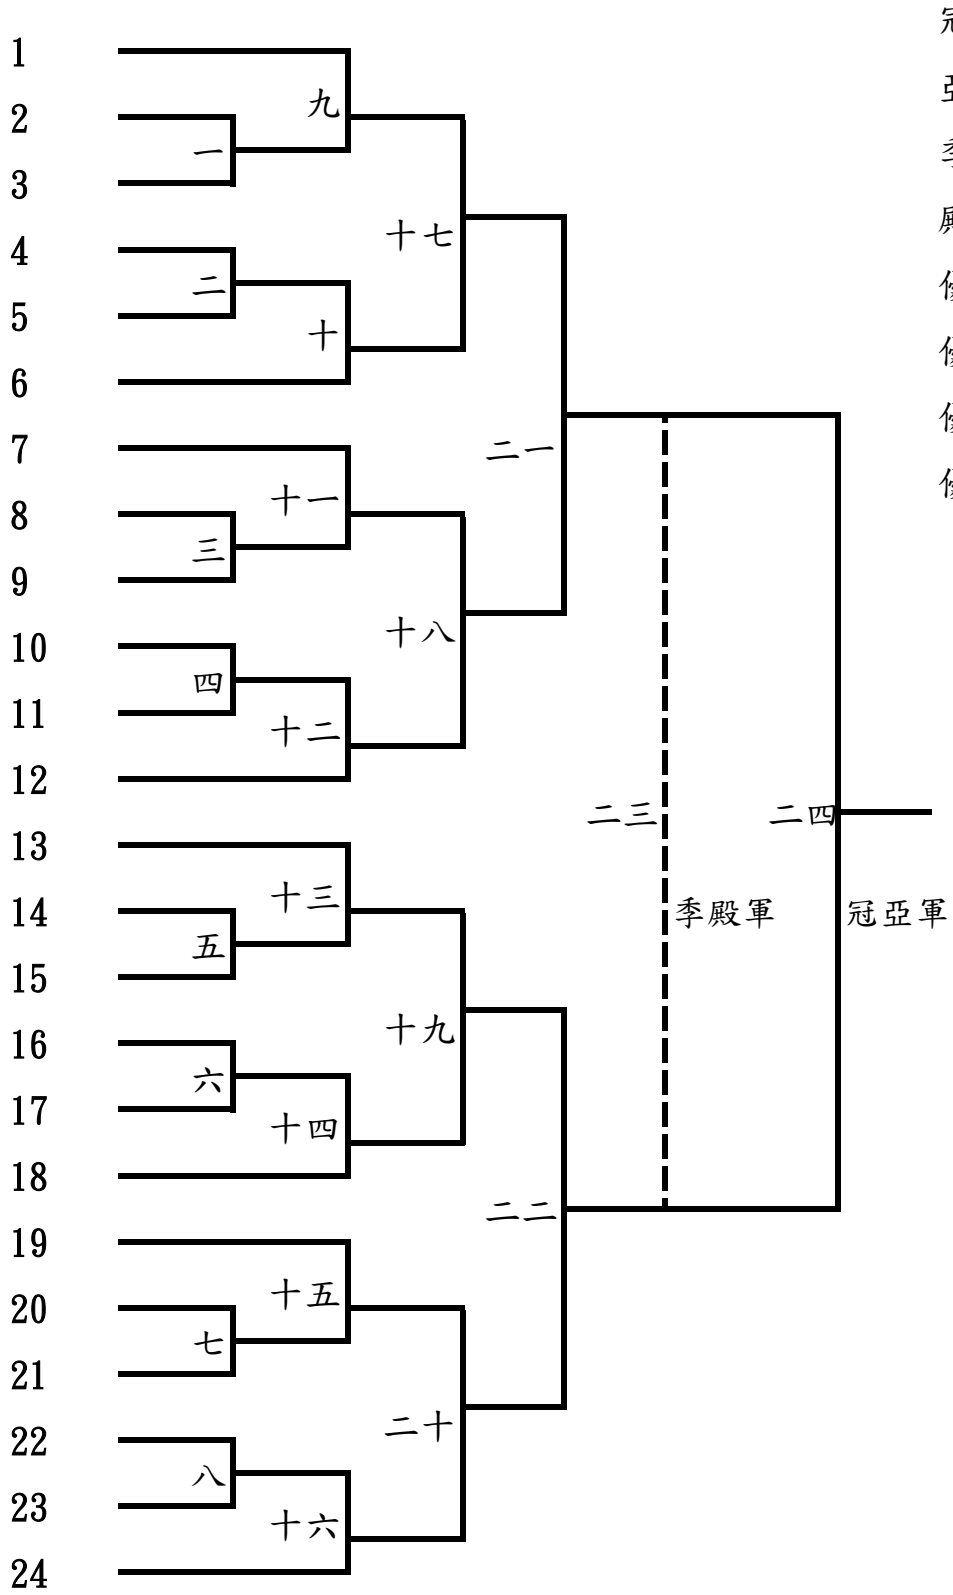 1
2
九
一
3
十七
4
二
5
十
6
7
二一
十一
8
三
9
十八
10
四
11
十二
12
二三
二四
13
十三
14
季殿軍
冠亞軍
五
15
十九
16
六
17
十四
18
二二
19
十五
20
七
21
二十
22
八
23
十六
24